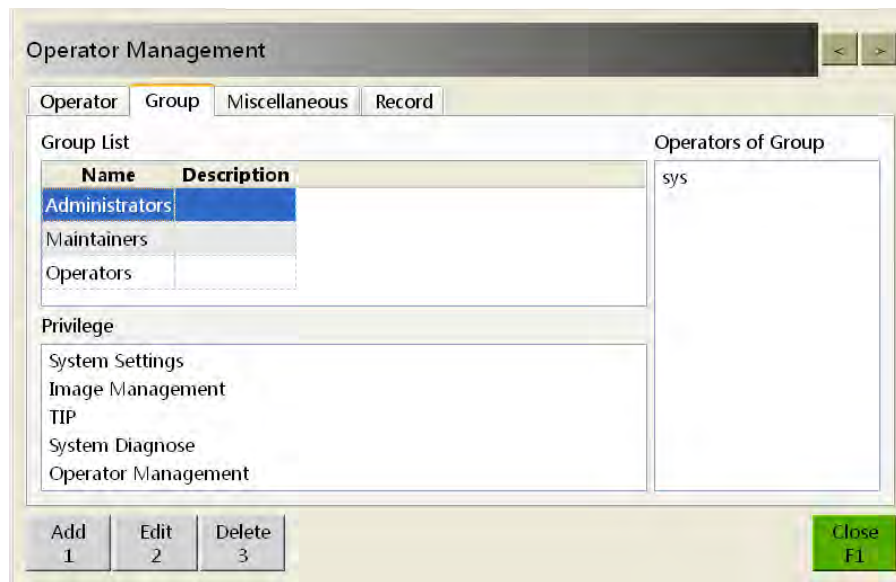 Operator Management
< >
Operator Group Miscellaneous Record
Group List
Name Description
Administrators
Maintainers
Operators
Operators of Group
sys
Privilege
System Settings
Image Management
TIP
System Diagnose
Operator Management
Add
1
Edit
2
Delete
3
Close
F1